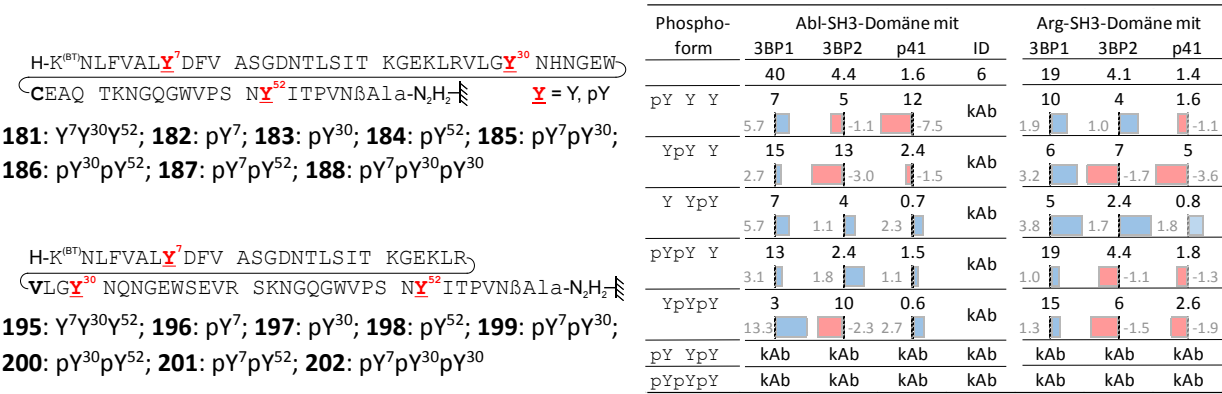 H-K(BT)NLFVALY7DFV ASGDNTLSIT KGEKLRVLGY30 NHNGEW
CEAQ TKNGQGWVPS NY52ITPVNßAla-N2H2 Y = Y, pY
181: Y7Y30Y52; 182: pY7; 183: pY30; 184: pY52; 185: pY7pY30;
186: pY30pY52; 187: pY7pY52; 188: pY7pY30pY30
H-K(BT)NLFVALY7DFV ASGDNTLSIT KGEKLR
VLGY30 NQNGEWSEVR SKNGQGWVPS NY52ITPVNßAla-N2H2
195: Y7Y30Y52; 196: pY7; 197: pY30; 198: pY52; 199: pY7pY30;
200: pY30pY52; 201: pY7pY52; 202: pY7pY30pY30
Phospho- Abl-SH3-Domäne mit Arg-SH3-Domäne mit
form 3BP1 3BP2 p41 ID 3BP1 3BP2 p41
40 4.4 1.6 6 19 4.1 1.4
pY Y Y 7 5 12 kAb 10 4 1.6
5.7 -1.1 -7.5 1.9 1.0 -1.1
YpY Y 15 13 2.4 kAb 6 7 5
2.7 -3.0 -1.5 3.2 -1.7 -3.6
Y YpY 7 4 0.7 kAb 5 2.4 0.8
5.7 1.1 2.3 3.8 1.7 1.8
pYpY Y 13 2.4 1.5 kAb 19 4.4 1.8
3.1 1.8 1.1 1.0 -1.1 -1.3
YpYpY 3 10 0.6 kAb 15 6 2.6
13.3 -2.3 2.7 1.3 -1.5 -1.9
pY YpY kAb kAb kAb kAb kAb kAb kAb
pYpYpY kAb kAb kAb kAb kAb kAb kAb